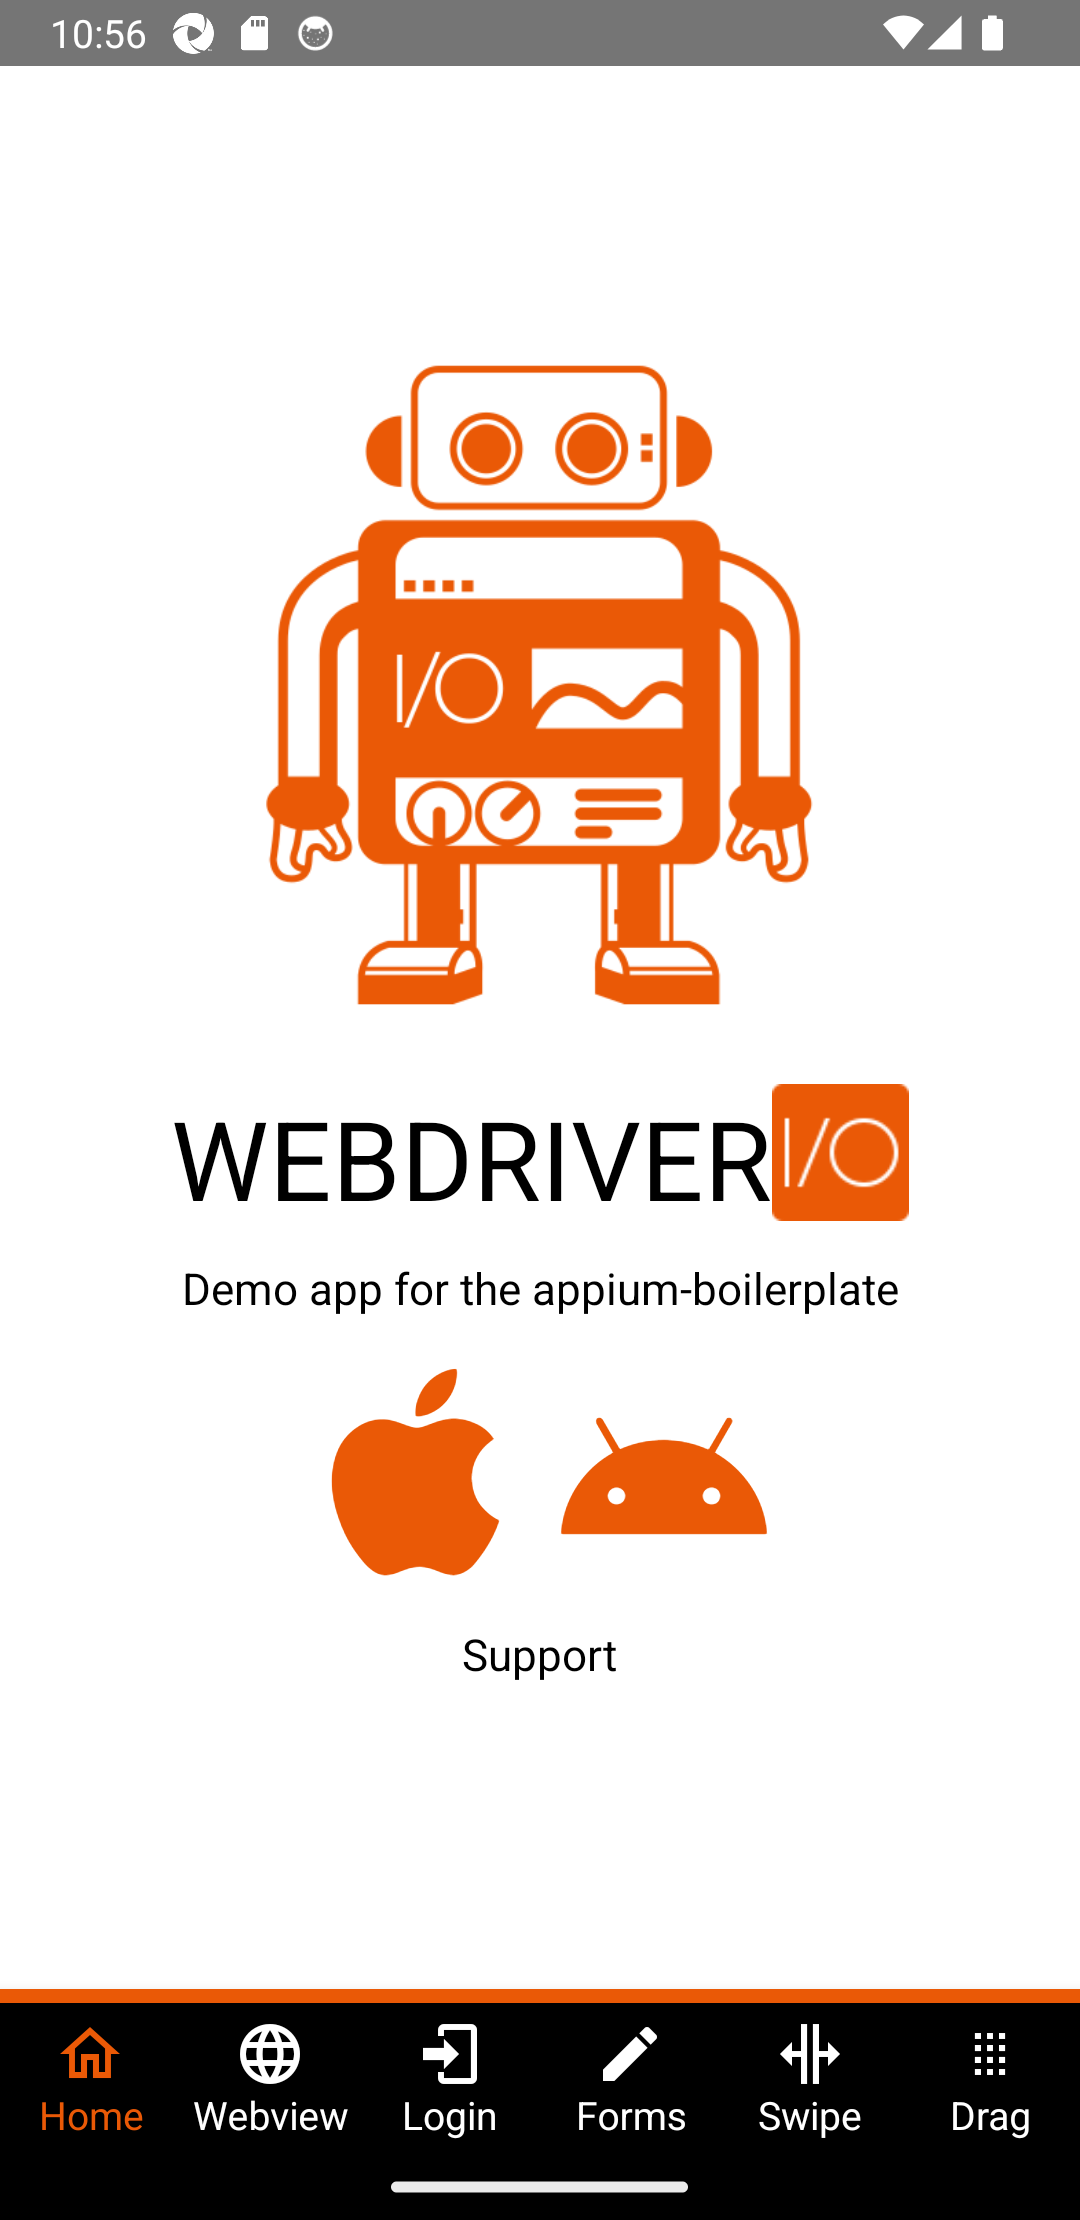 10:56
I/O
WEBDRIVER I/O
Demo app for the appium-boilerplate
Support
Home Webview Login Forms Swipe Drag